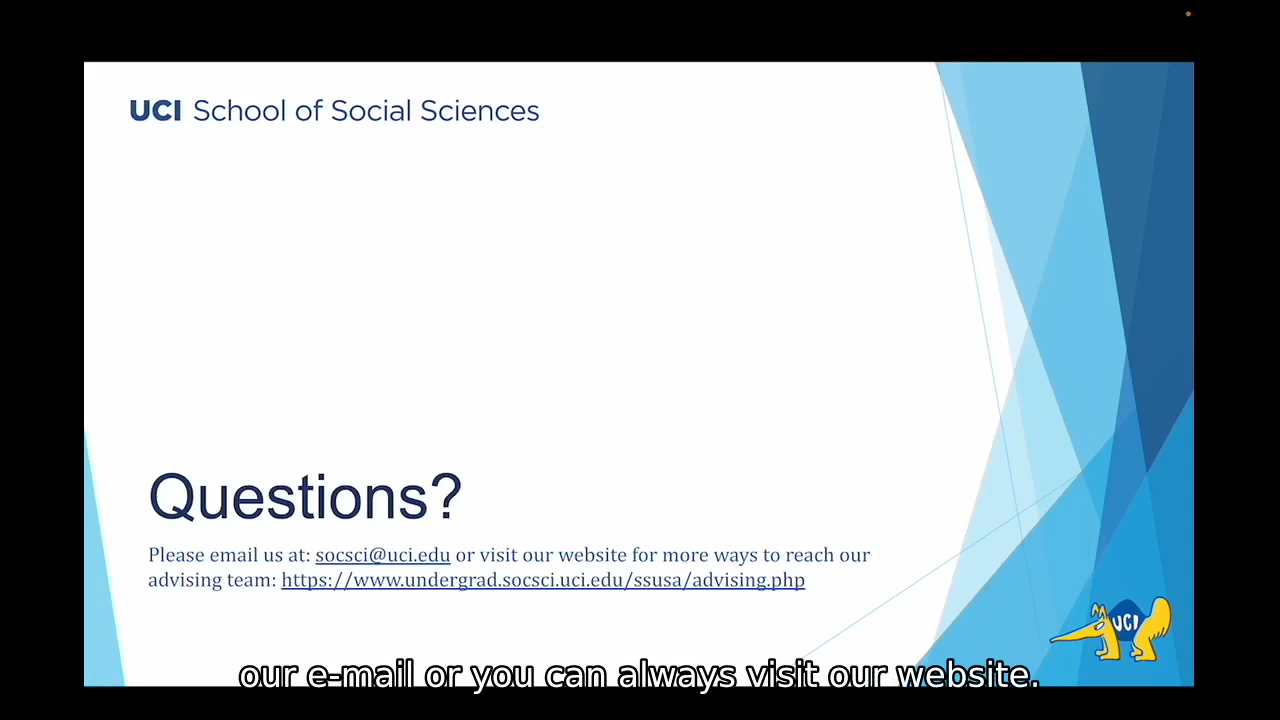 UCI School of Social Sciences
Questions?
Please email us at: socsci@uci.edu or visit our website for more ways to reach our
advising team: https://www.undergrad.socsci.uci.edu/ssusa/advising.php
UCI
our e-mail or you can always visit our website.